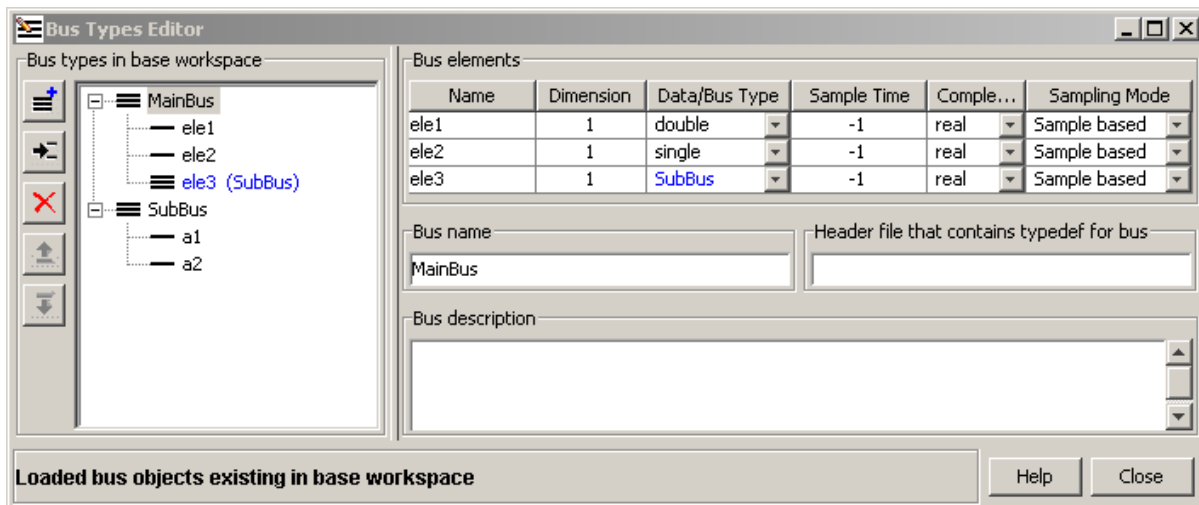 Bus Types Editor
Bus types in base workspace
MainBus
ele1
ele2
ele3 (SubBus)
SubBus
a1
a2
Bus elements
Name Dimension Data/Bus Type Sample Time Comple... Sampling Mode
ele1 1 double -1 real Sample based
ele2 1 single -1 real Sample based
ele3 1 SubBus -1 real Sample based
Bus name
MainBus
Header file that contains typedef for bus
Bus description
Loaded bus objects existing in base workspace
Help Close